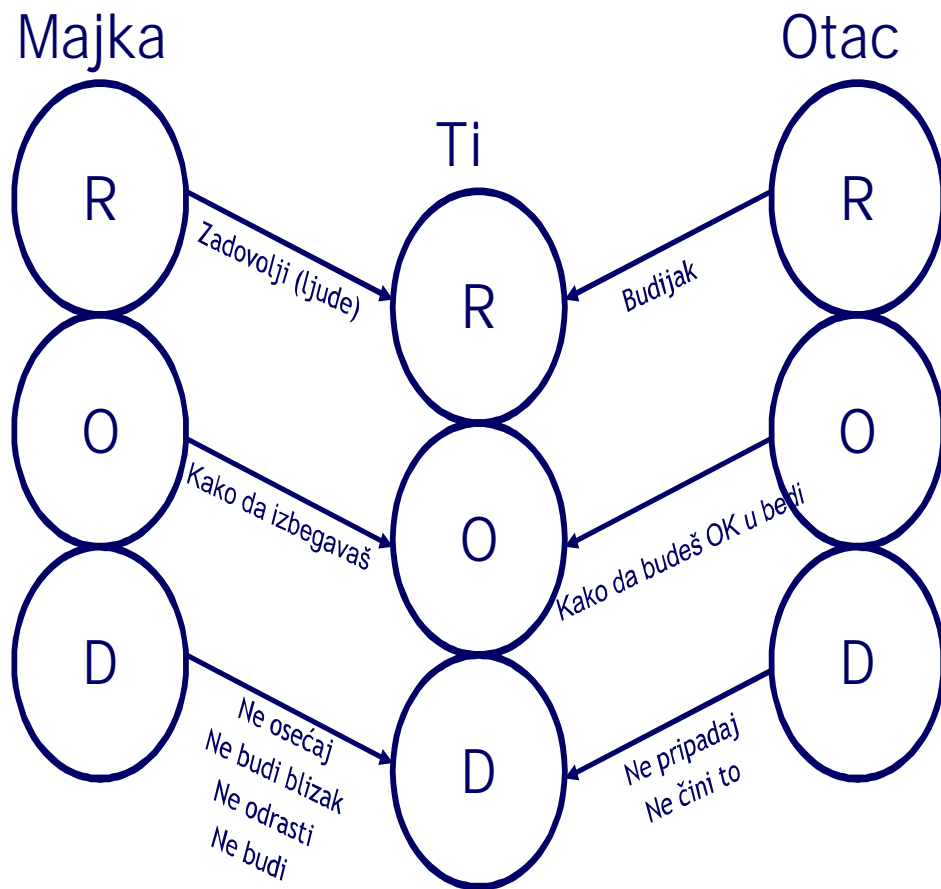 Majka
Otac
Ti
R
R
R
Zadovolji (ljude)
Budijak
O
O
O
Kako da izbegavaš
Kako da budeš OK u bedi
D
D
D
Ne osećaj
Ne budi blizak
Ne odrasti
Ne budi
Ne pripadaj
Ne čini to